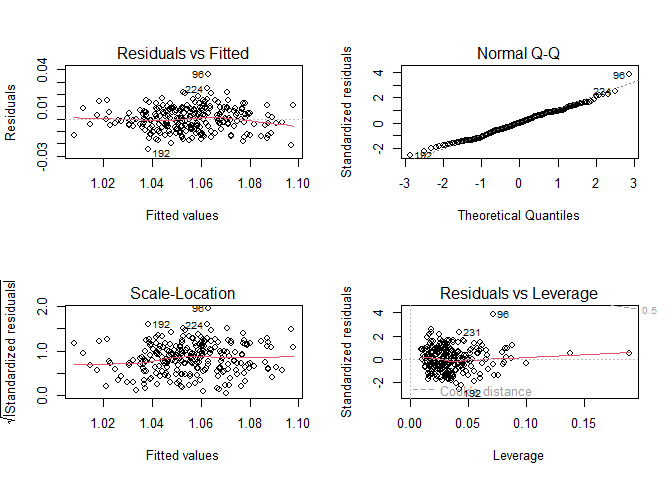 Residuals vs Fitted
Residuals
-0.03 0.01 0.04
96
224
192
1.02 1.04 1.06 1.08 1.10
Fitted values
Normal Q-Q
Standardized residuals
-2 0 2 4
96
224
192
-3 -2 -1 0 1 2 3
Theoretical Quantiles
Scale-Location
√|Standardized residuals|
0.0 1.0 2.0
96
192
224
1.02 1.04 1.06 1.08 1.10
Fitted values
Residuals vs Leverage
Standardized residuals
-2 0 2 4
96
231
192
0.5
Cook's distance
0.00 0.05 0.10 0.15
Leverage